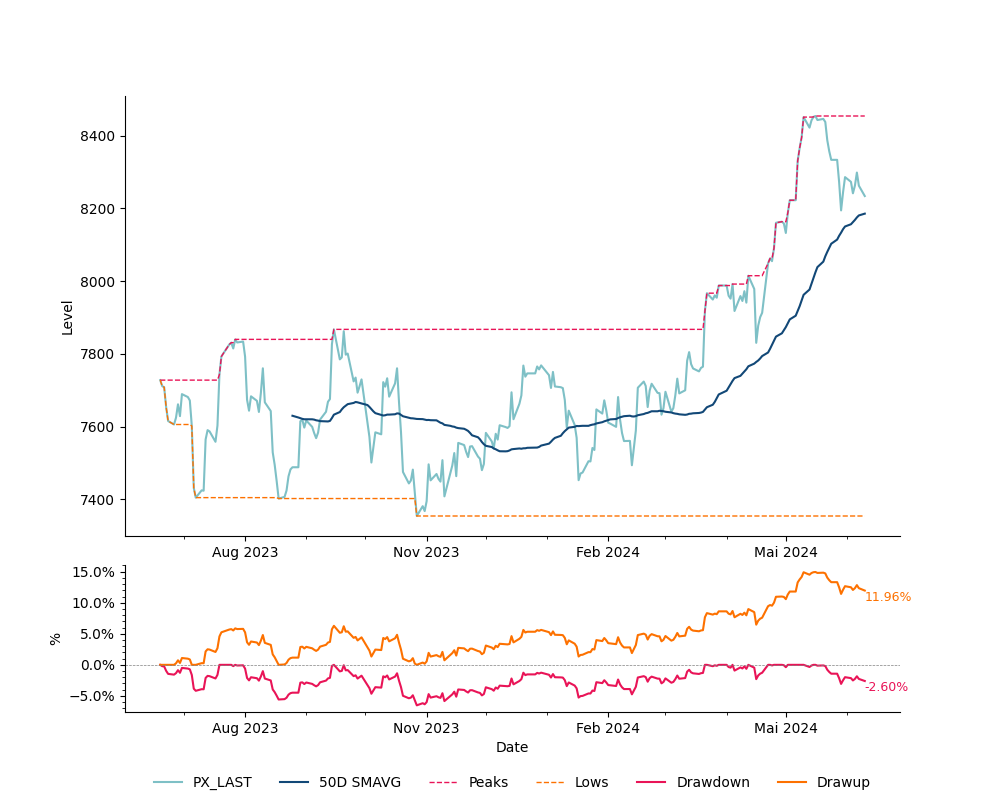 8400
8200
8000
7800
7600
7400
Level
Aug 2023
Nov 2023
Feb 2024
Mai 2024
15.0%
10.0%
5.0%
0.0%
−5.0%
%
11.96%
-2.60%
Aug 2023
Nov 2023
Feb 2024
Mai 2024
Date
PX_LAST
50D SMAVG
Peaks
Lows
Drawdown
Drawup